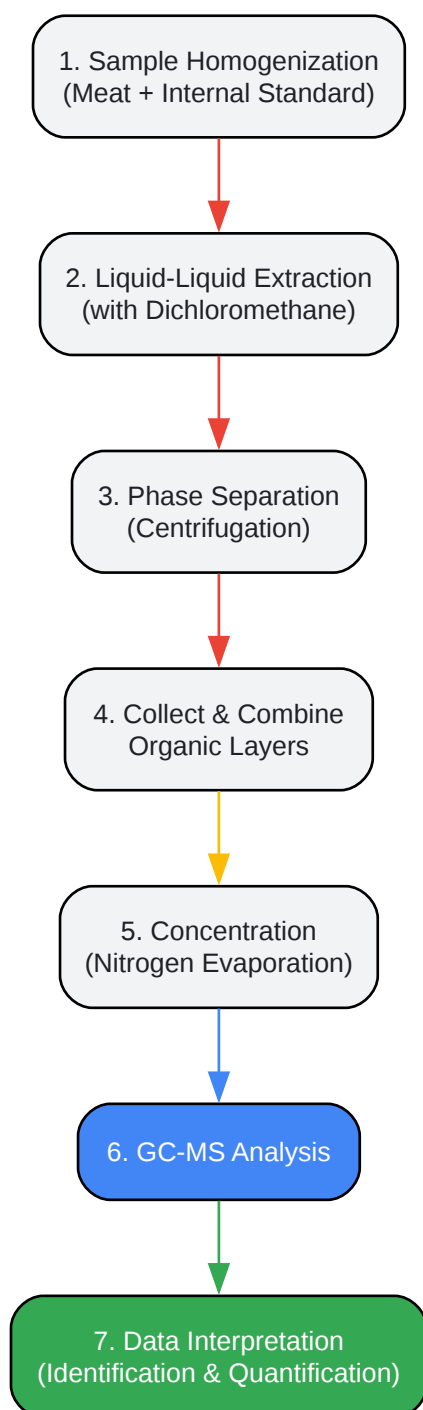 1. Sample Homogenization
(Meat + Internal Standard)
2. Liquid-Liquid Extraction
(with Dichloromethane)
3. Phase Separation
(Centrifugation)
4. Collect & Combine
Organic Layers
5. Concentration
(Nitrogen Evaporation)
6. GC-MS Analysis
7. Data Interpretation
(Identification & Quantification)